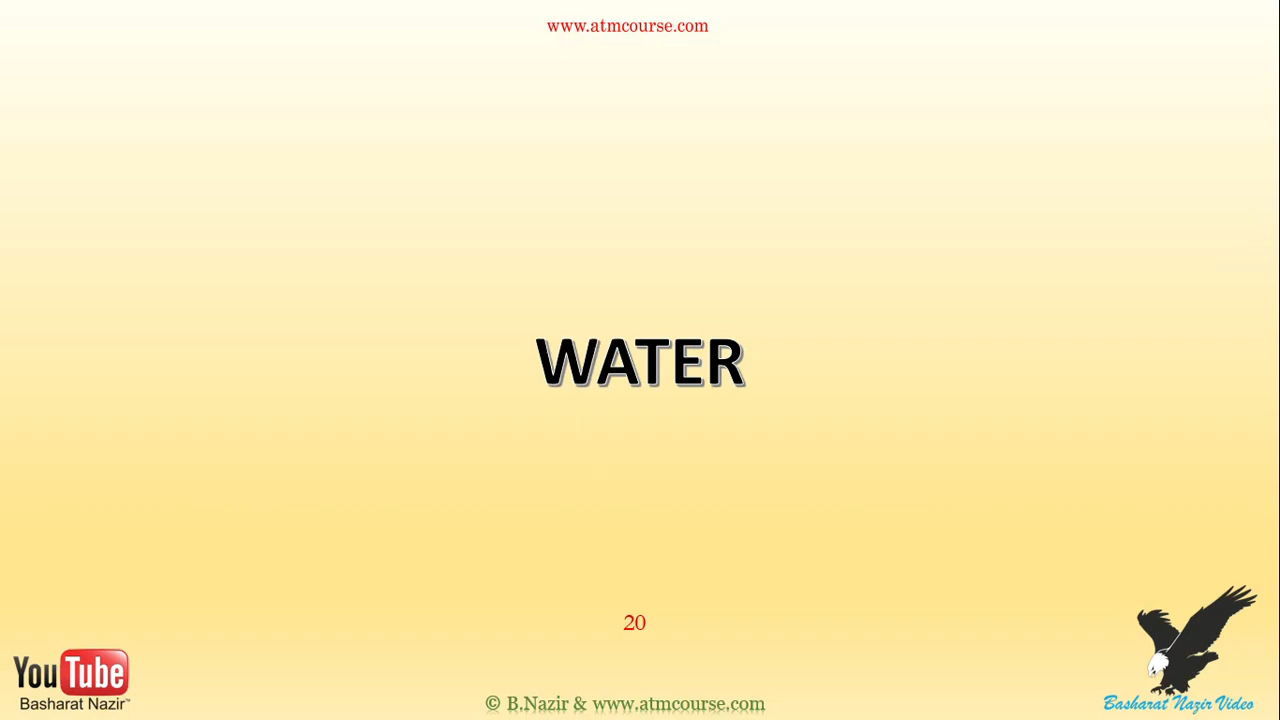 www.atmcourse.com
WATER
20
YouTube
Basharat Nazir™
© B.Nazir & www.atmcourse.com
Basharat Nazir Video